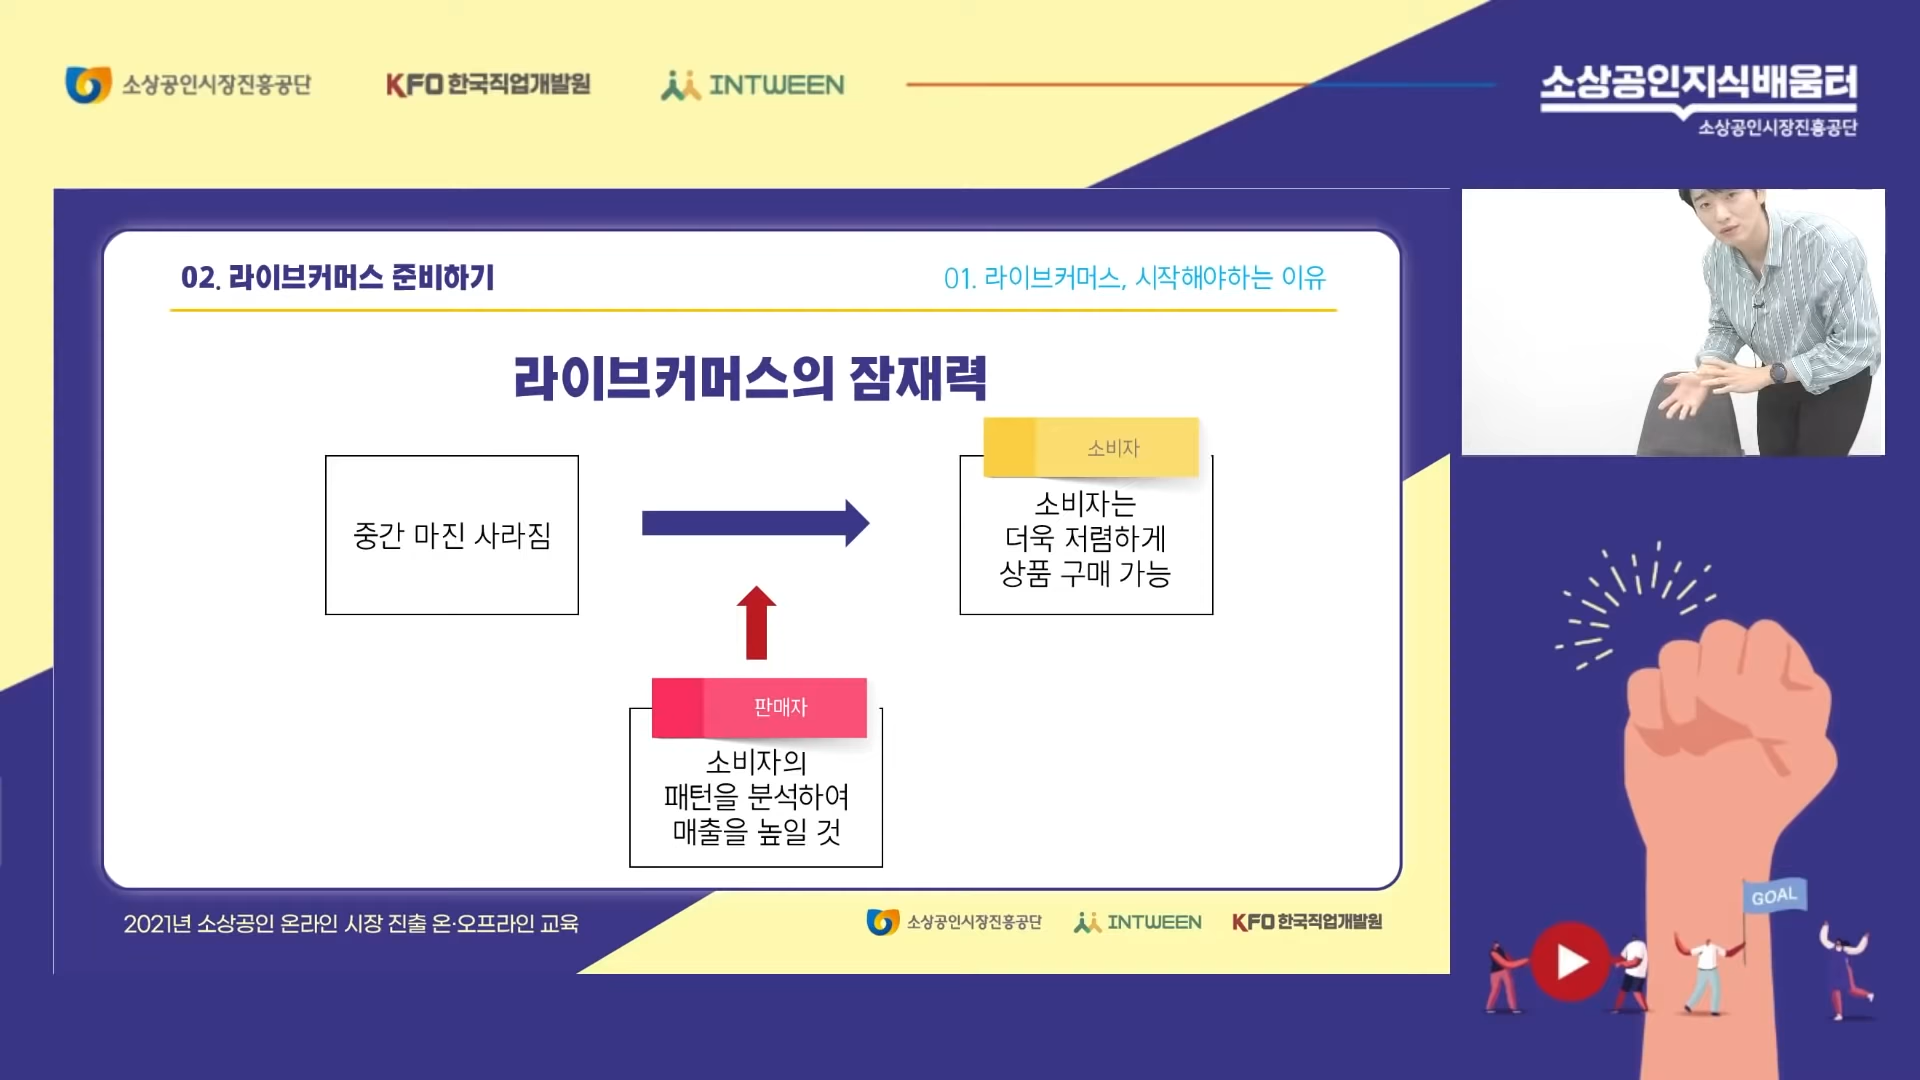 소상공인시장진흥공단
KFO 한국직업개발원
INTWEEN
소상공인지식배움터
소상공인시장진흥공단
02. 라이브커머스 준비하기
01. 라이브커머스, 시작해야하는 이유
라이브커머스의 잠재력
중간 마진 사라짐
소비자
소비자는
더욱 저렴하게
상품 구매 가능
판매자
소비자의
패턴을 분석하여
매출을 높일 것
2021년 소상공인 온라인 시장 진출 온·오프라인 교육
소상공인시장진흥공단
INTWEEN
KFO 한국직업개발원
GOAL